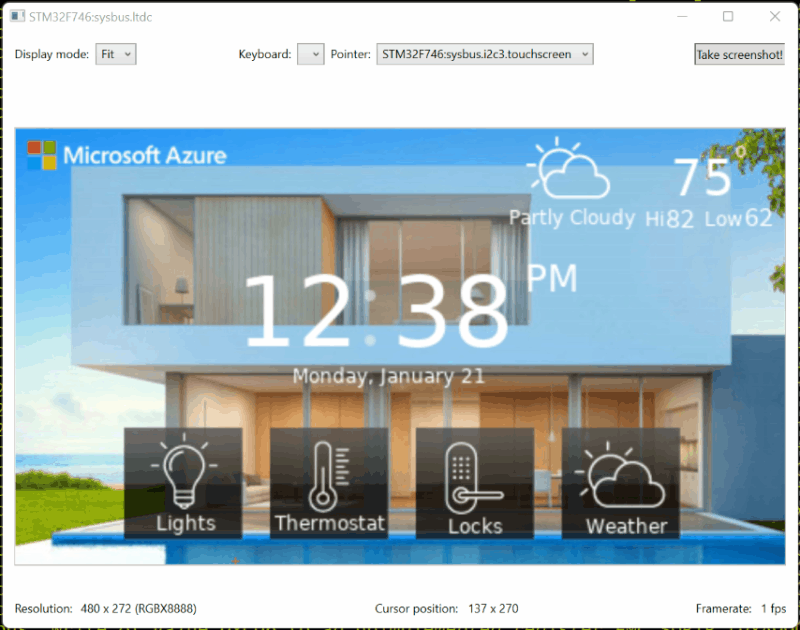 STM32F746:sysbus.ltdc
Display mode: Fit Keyboard: Pointer: STM32F746:sysbus.i2c3.touchscreen Take screenshot!
Microsoft Azure
75°
Partly Cloudy Hi82 Low62
12:38 PM
Monday, January 21
Lights Thermostat Locks Weather
Resolution: 480 x 272 (RGBX8888) Cursor position: 137 x 270 Framerate: 1 fps